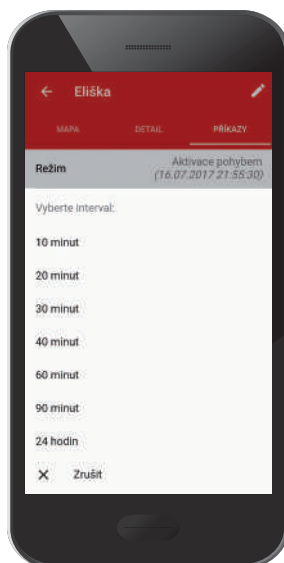 Eliška
MAPA DETAIL PŘÍKAZY
Režim Aktivace pohybem
(16.07.2017 21:55:30)
Vyberte interval:
10 minut
20 minut
30 minut
40 minut
60 minut
90 minut
24 hodin
Zrušit